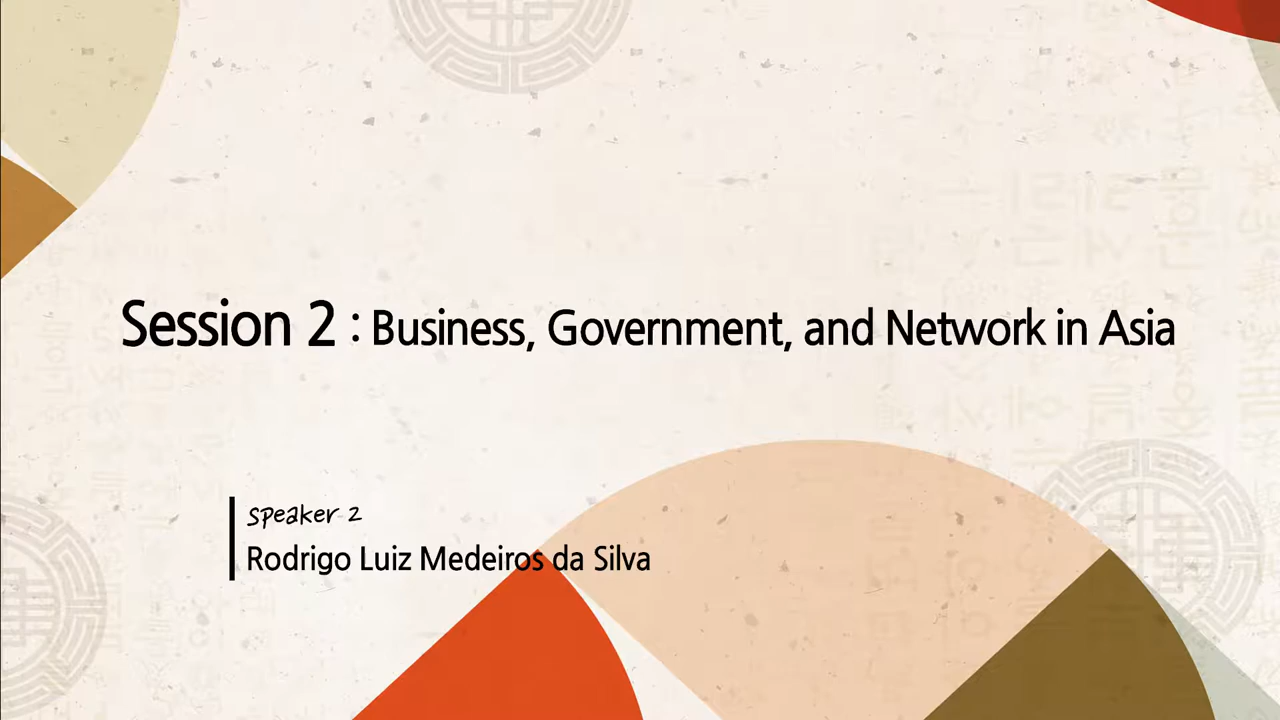 Session 2 : Business, Government, and Network in Asia
Speaker 2
Rodrigo Luiz Medeiros da Silva